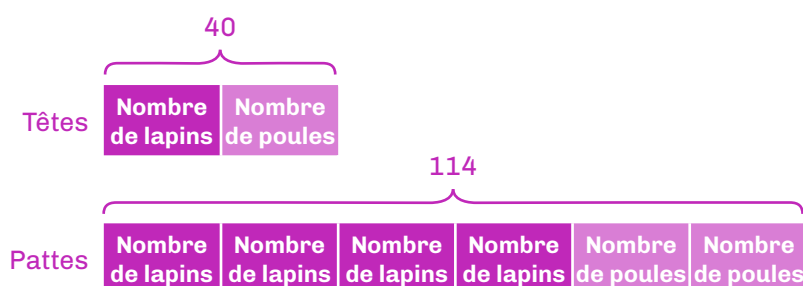 40
Têtes
Nombre de lapins
Nombre de poules
114
Pattes
Nombre de lapins
Nombre de lapins
Nombre de lapins
Nombre de lapins
Nombre de poules
Nombre de poules